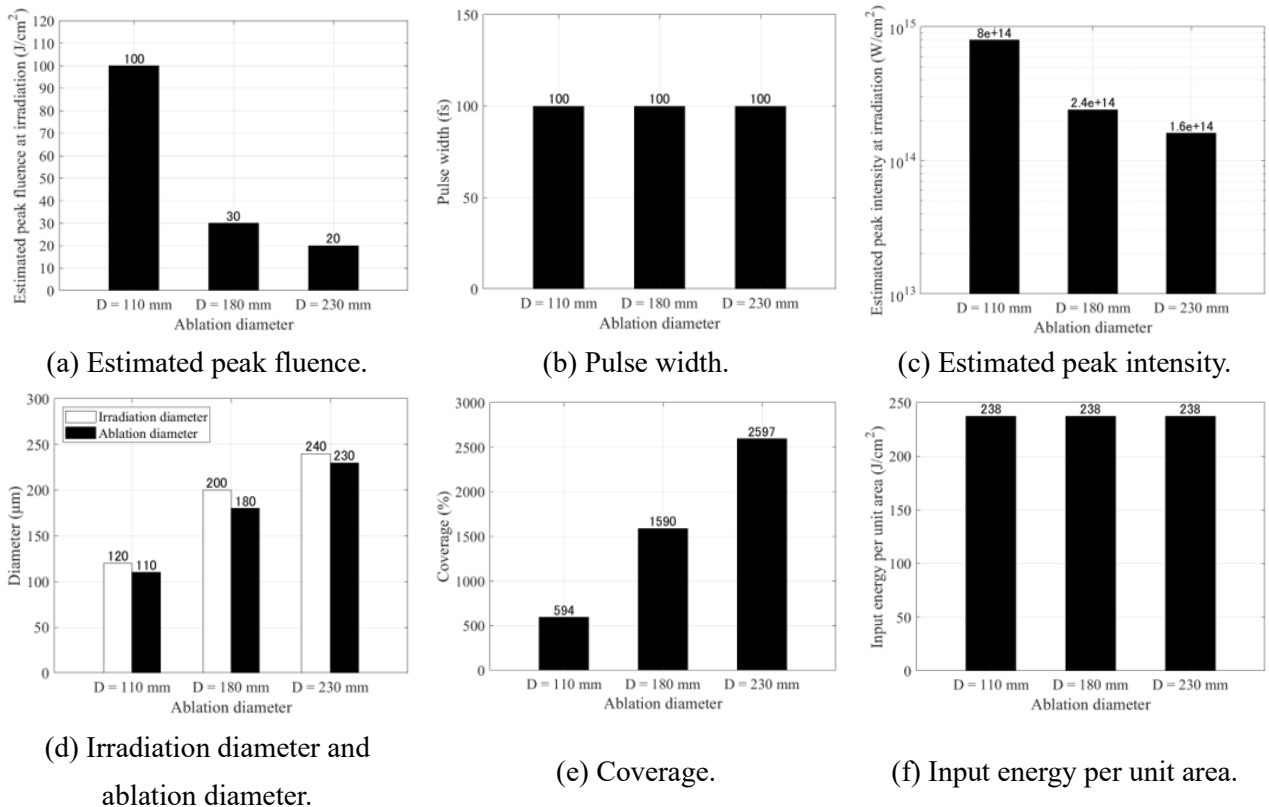 Estimated peak fluence at irradiation (J/cm²)
120
110
100
90
80
70
60
50
40
30
20
10
0
100
30
20
D = 110 mm D = 180 mm D = 230 mm
Ablation diameter
(a) Estimated peak fluence.
Pulse width (fs)
150
100
50
0
100 100 100
D = 110 mm D = 180 mm D = 230 mm
Ablation diameter
(b) Pulse width.
Estimated peak intensity at irradiation (W/cm²)
10¹⁵
10¹⁴
10¹³
8e+14
2.4e+14
1.6e+14
D = 110 mm D = 180 mm D = 230 mm
Ablation diameter
(c) Estimated peak intensity.
Diameter (μm)
300
250
200
150
100
50
0
Irradiation diameter
Ablation diameter
120 110
200 180
240 230
D = 110 mm D = 180 mm D = 230 mm
Ablation diameter
(d) Irradiation diameter and
ablation diameter.
Coverage (%)
3000
2500
2000
1500
1000
500
0
594
1590
2597
D = 110 mm D = 180 mm D = 230 mm
Ablation diameter
(e) Coverage.
Input energy per unit area (J/cm²)
250
200
150
100
50
0
238 238 238
D = 110 mm D = 180 mm D = 230 mm
Ablation diameter
(f) Input energy per unit area.